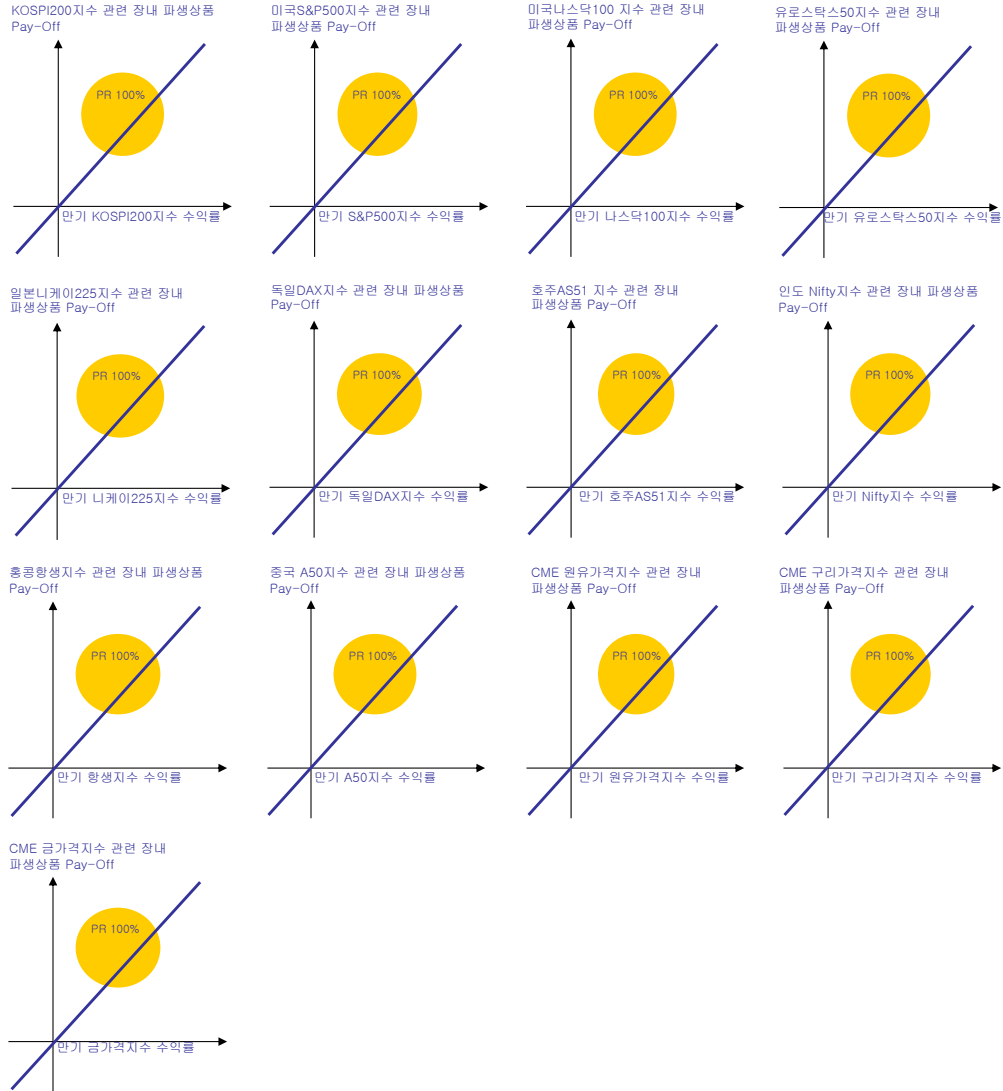 KOSPI200지수 관련 장내 파생상품
Pay-Off
PR 100%
만기 KOSPI200지수 수익률
미국S&P500지수 관련 장내
파생상품 Pay-Off
PR 100%
만기 S&P500지수 수익률
미국나스닥100 지수 관련 장내
파생상품 Pay-Off
PR 100%
만기 나스닥100지수 수익률
유로스탁스50지수 관련 장내
파생상품 Pay-Off
PR 100%
만기 유로스탁스50지수 수익률
일본니케이225지수 관련 장내
파생상품 Pay-Off
PR 100%
만기 니케이225지수 수익률
독일DAX지수 관련 장내 파생상품
Pay-Off
PR 100%
만기 독일DAX지수 수익률
호주AS51 지수 관련 장내
파생상품 Pay-Off
PR 100%
만기 호주AS51지수 수익률
인도 Nifty지수 관련 장내 파생상품
Pay-Off
PR 100%
만기 Nifty지수 수익률
홍콩항생지수 관련 장내 파생상품
Pay-Off
PR 100%
만기 항생지수 수익률
중국 A50지수 관련 장내 파생상품
Pay-Off
PR 100%
만기 A50지수 수익률
CME 원유가격지수 관련 장내
파생상품 Pay-Off
PR 100%
만기 원유가격지수 수익률
CME 구리가격지수 관련 장내
파생상품 Pay-Off
PR 100%
만기 구리가격지수 수익률
CME 금가격지수 관련 장내
파생상품 Pay-Off
PR 100%
만기 금가격지수 수익률